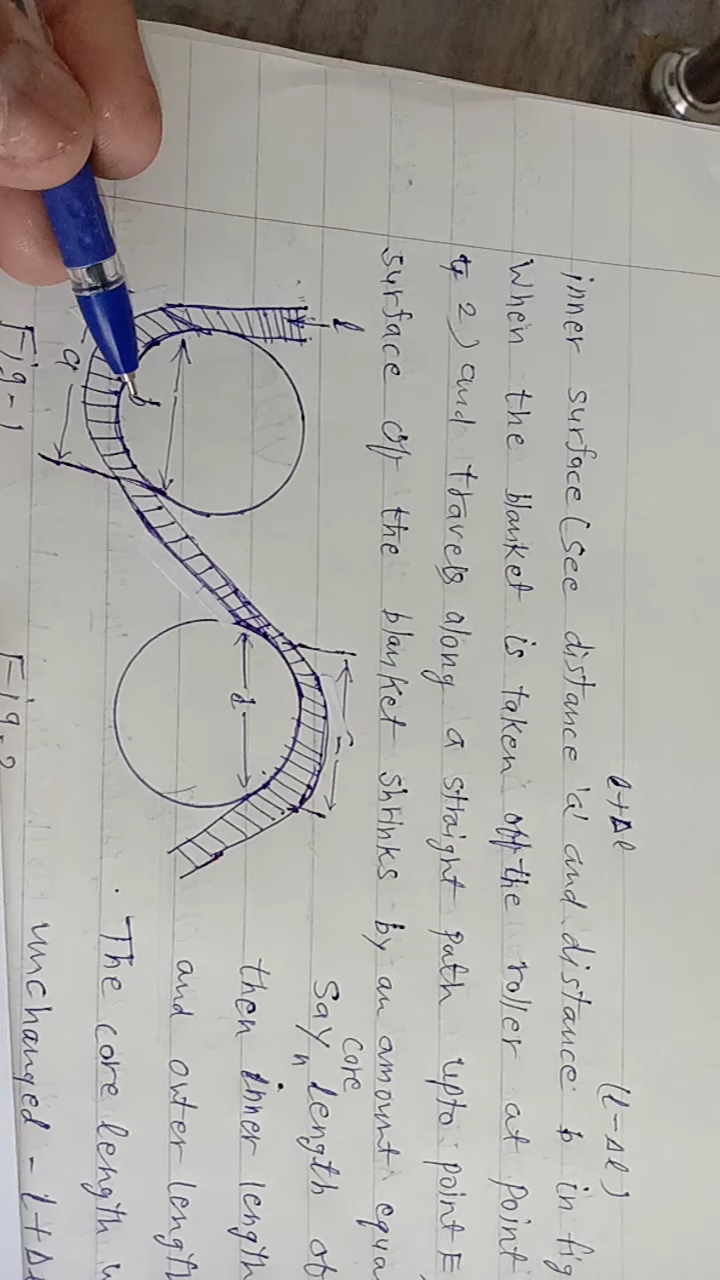 l+Δl (l-Δl)
inner surface (see distance 'a' and distance b in fig
When the blanket is taken off the roller at point
& 2) and travels along a straight path upto point E
surface of the blanket shrinks by an amount equa
core
Say, length of
then inner length
and outer length
. The core length
unchanged - l+Δ
l
b
a
c
d
Fig-1
Fig-2